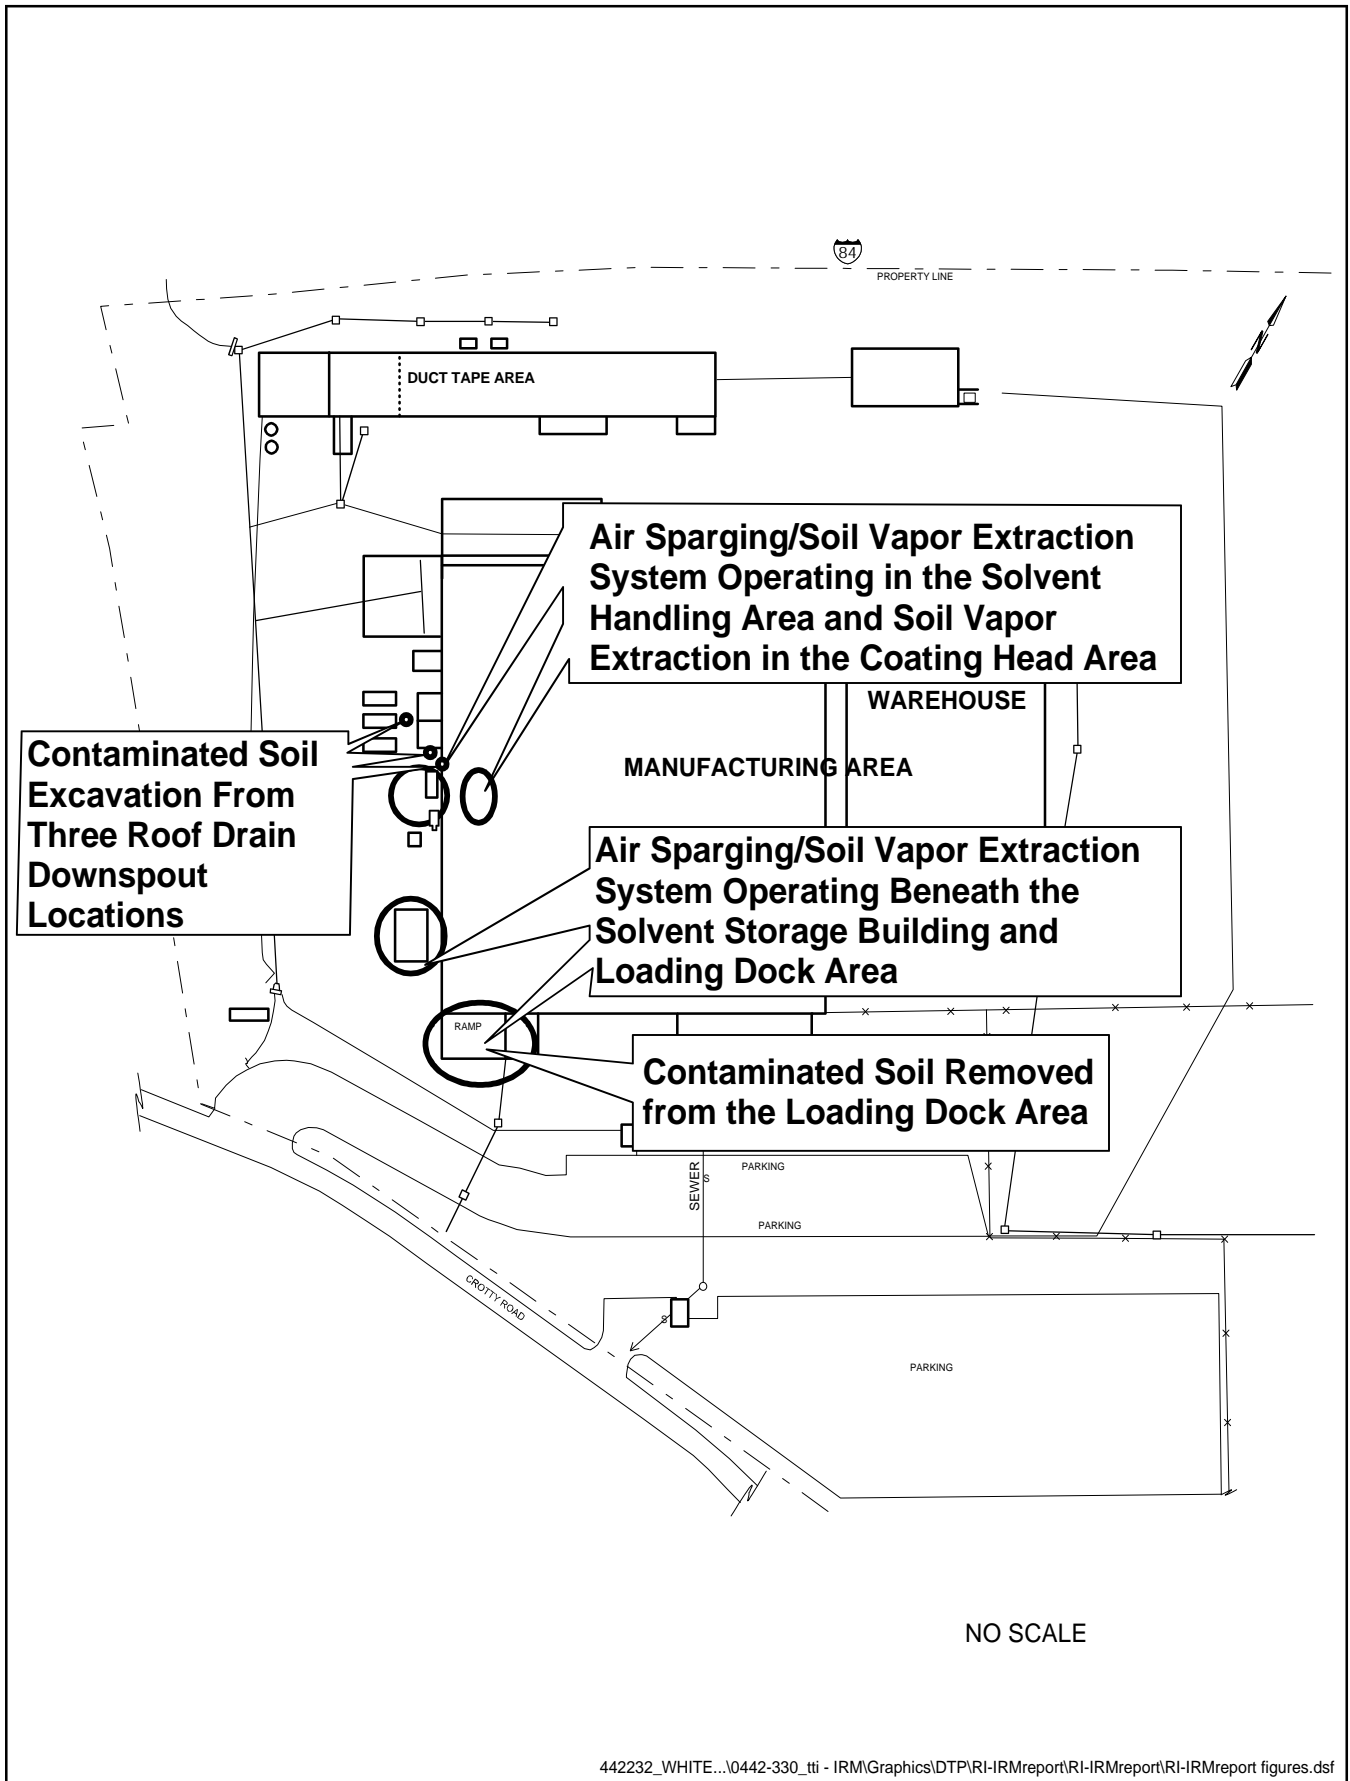 84
PROPERTY LINE
N
DUCT TAPE AREA
Air Sparging/Soil Vapor Extraction
System Operating in the Solvent
Handling Area and Soil Vapor
Extraction in the Coating Head Area
WAREHOUSE
Contaminated Soil
Excavation From
Three Roof Drain
Downspout
Locations
MANUFACTURING AREA
Air Sparging/Soil Vapor Extraction
System Operating Beneath the
Solvent Storage Building and
Loading Dock Area
RAMP
Contaminated Soil Removed
from the Loading Dock Area
SEWER
S
PARKING
PARKING
CROTTY ROAD
S
PARKING
NO SCALE
442232_WHITE...\0442-330_tti - IRM\Graphics\DTP\RI-IRMreport\RI-IRMreport\RI-IRMreport figures.dsf